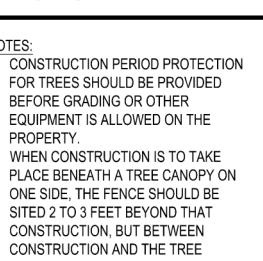 OTES:
CONSTRUCTION PERIOD PROTECTION
FOR TREES SHOULD BE PROVIDED
BEFORE GRADING OR OTHER
EQUIPMENT IS ALLOWED ON THE
PROPERTY.
WHEN CONSTRUCTION IS TO TAKE
PLACE BENEATH A TREE CANOPY ON
ONE SIDE, THE FENCE SHOULD BE
SITED 2 TO 3 FEET BEYOND THAT
CONSTRUCTION, BUT BETWEEN
CONSTRUCTION AND THE TREE